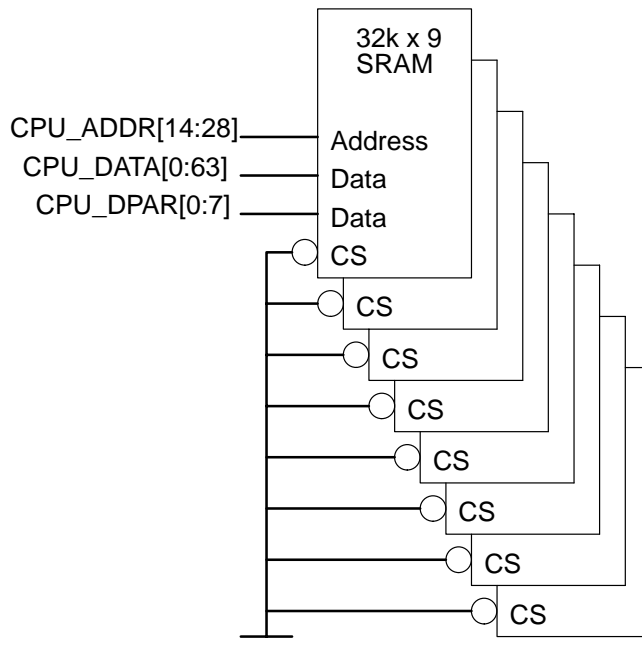 32k x 9
SRAM
CPU_ADDR[14:28]
Address
CPU_DATA[0:63]
Data
CPU_DPAR[0:7]
Data
CS
CS
CS
CS
CS
CS
CS
CS